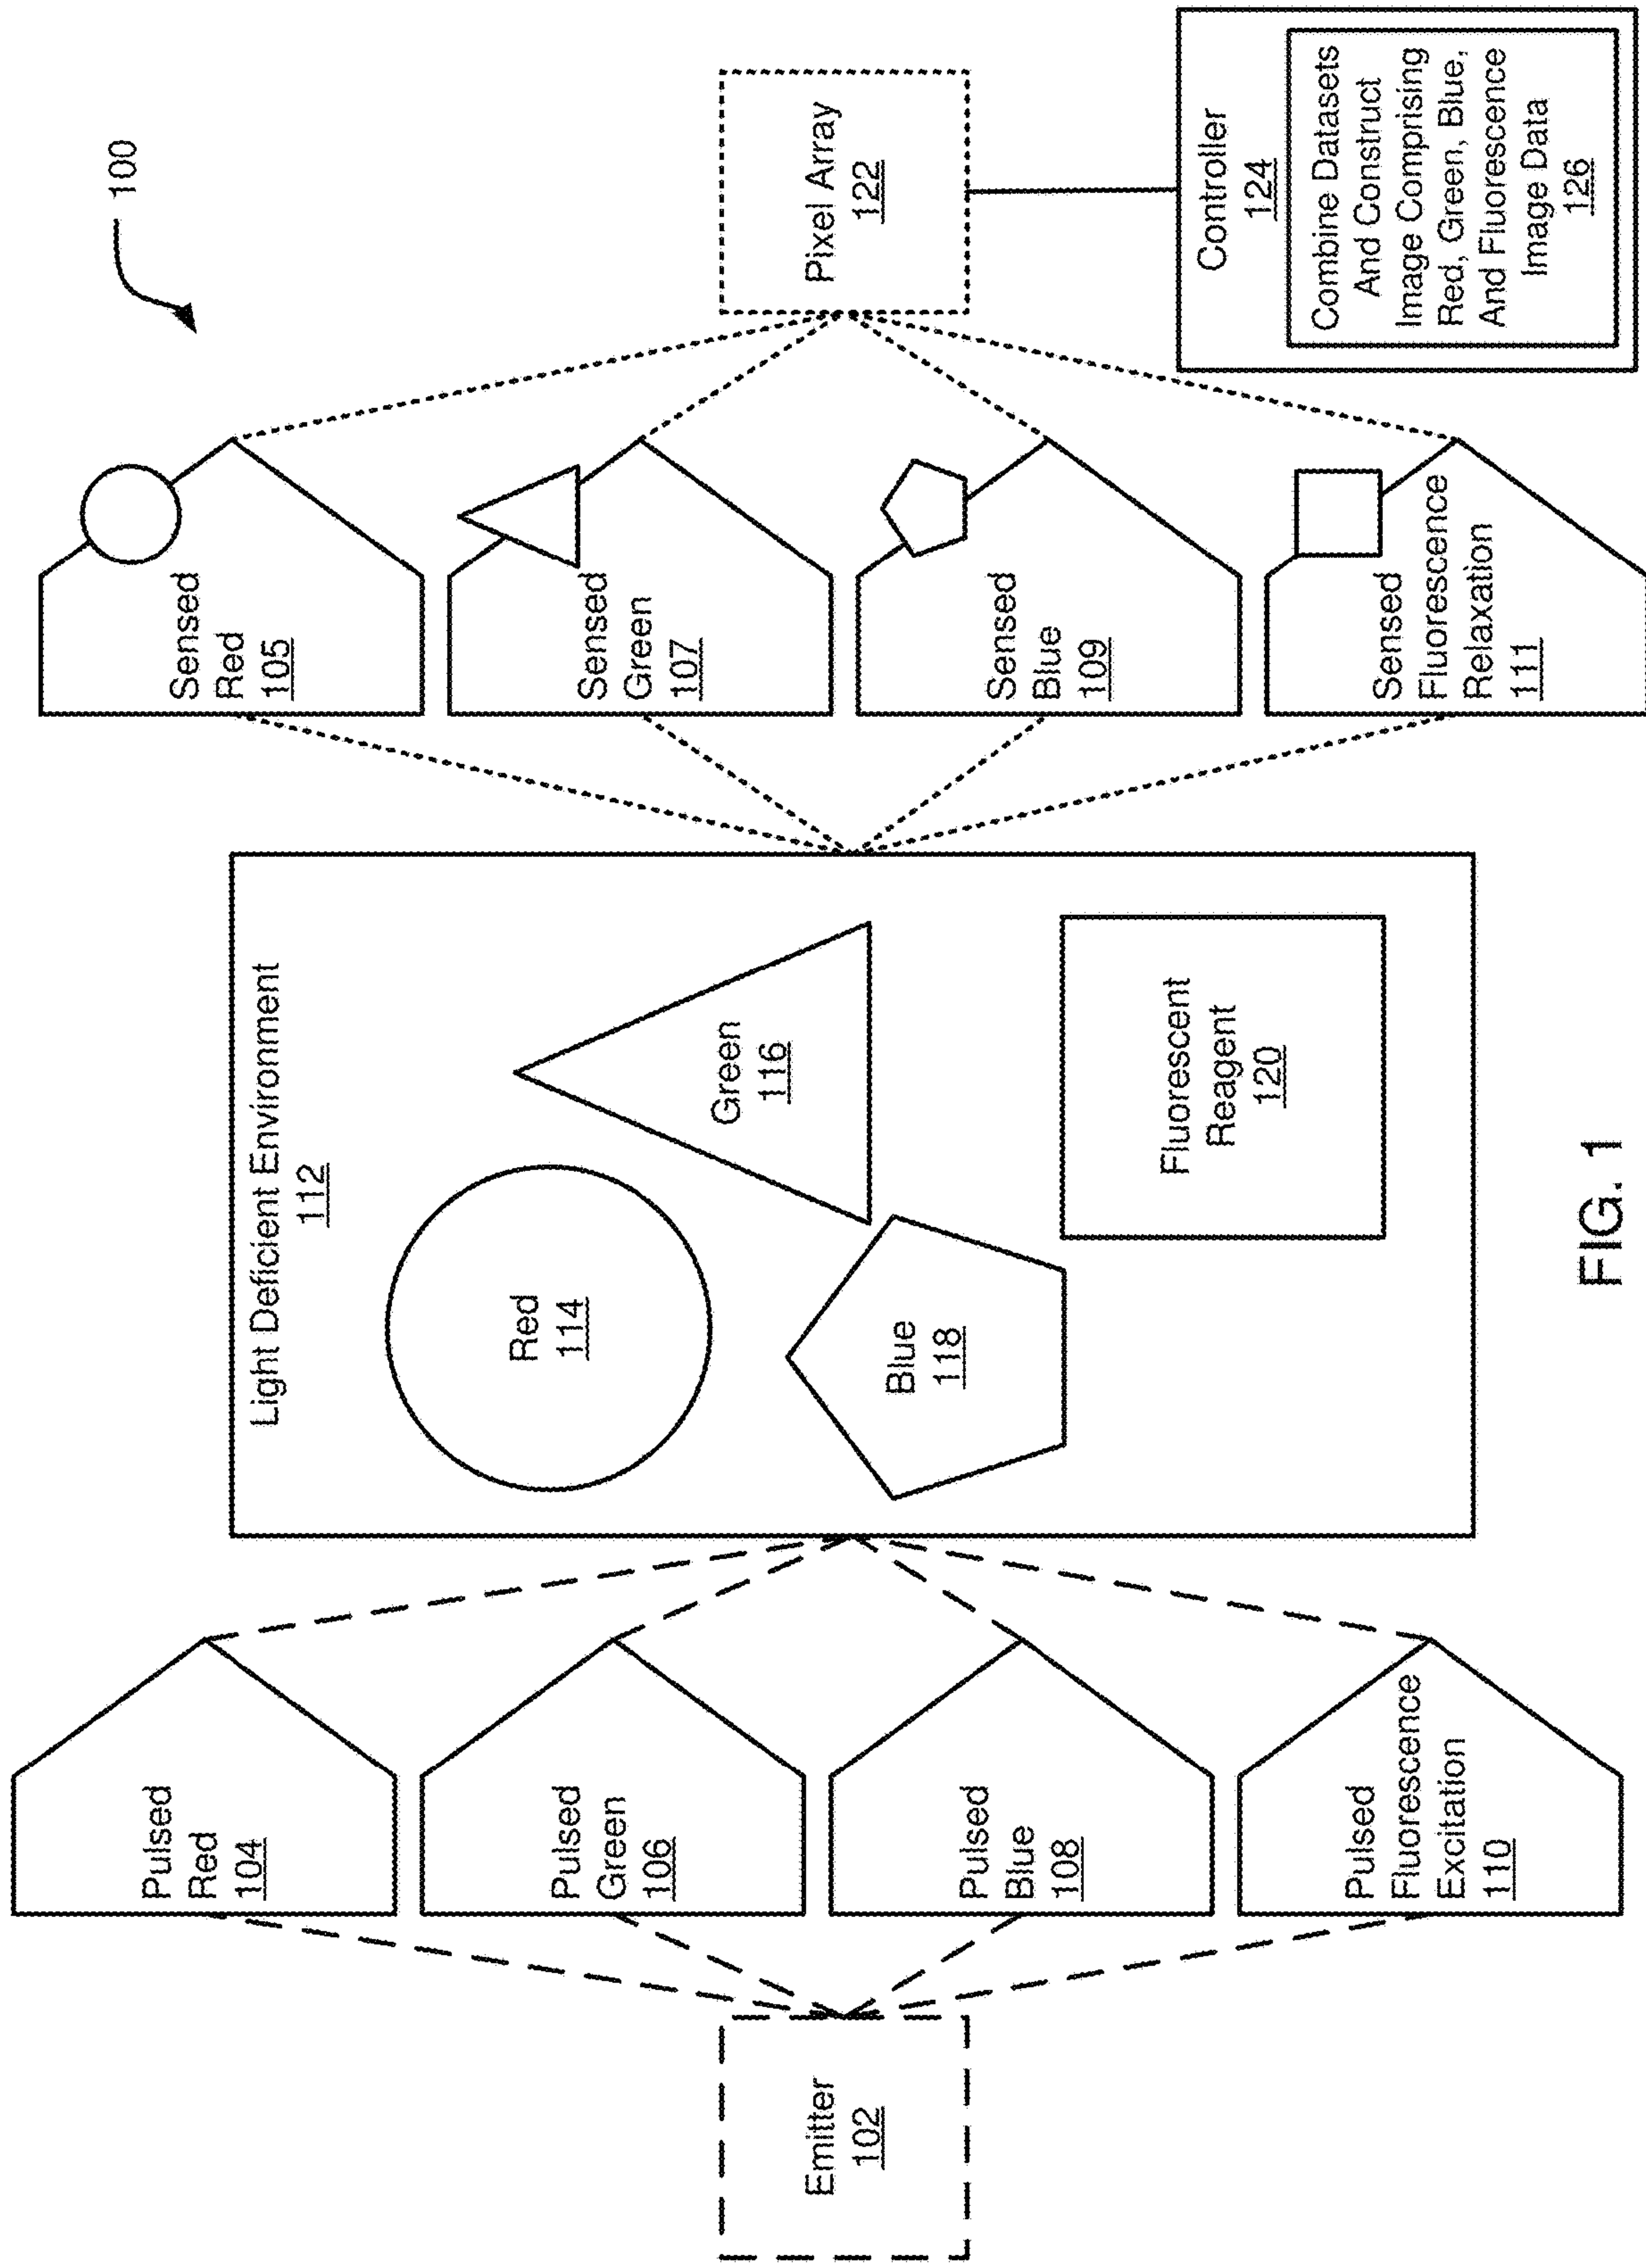 100
Emitter
102
Pulsed
Red
104
Pulsed
Green
106
Pulsed
Blue
108
Pulsed
Fluorescence
Excitation
110
Light Deficient Environment
112
Red
114
Green
116
Blue
118
Fluorescent
Reagent
120
Sensed
Red
105
Sensed
Green
107
Sensed
Blue
109
Sensed
Fluorescence
Relaxation
111
Pixel Array
122
Controller
124
Combine Datasets
And Construct
Image Comprising
Red, Green, Blue,
And Fluorescence
Image Data
126
FIG. 1